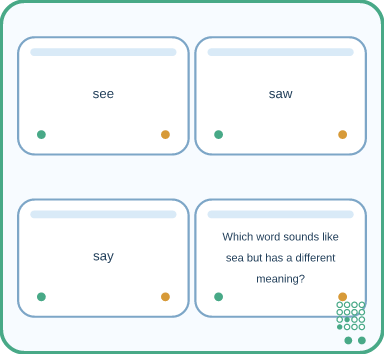 see
saw
say
Which word sounds like
sea but has a different
meaning?